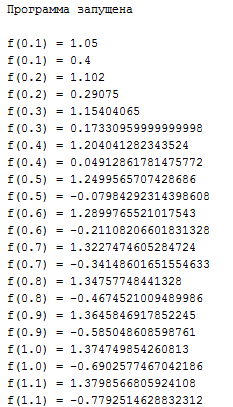 Программа запущена
f(0.1) = 1.05
f(0.1) = 0.4
f(0.2) = 1.102
f(0.2) = 0.29075
f(0.3) = 1.15404065
f(0.3) = 0.17330959999999998
f(0.4) = 1.204041282343524
f(0.4) = 0.04912861781475772
f(0.5) = 1.2499565707428686
f(0.5) = -0.07984292314398608
f(0.6) = 1.2899765521017543
f(0.6) = -0.21108206601831328
f(0.7) = 1.3227474605284724
f(0.7) = -0.34148601651554633
f(0.8) = 1.34757748441328
f(0.8) = -0.4674521009489986
f(0.9) = 1.3645846917852245
f(0.9) = -0.585048608598761
f(1.0) = 1.374749854260813
f(1.0) = -0.6902577467042186
f(1.1) = 1.3798566805924108
f(1.1) = -0.7792514628832312